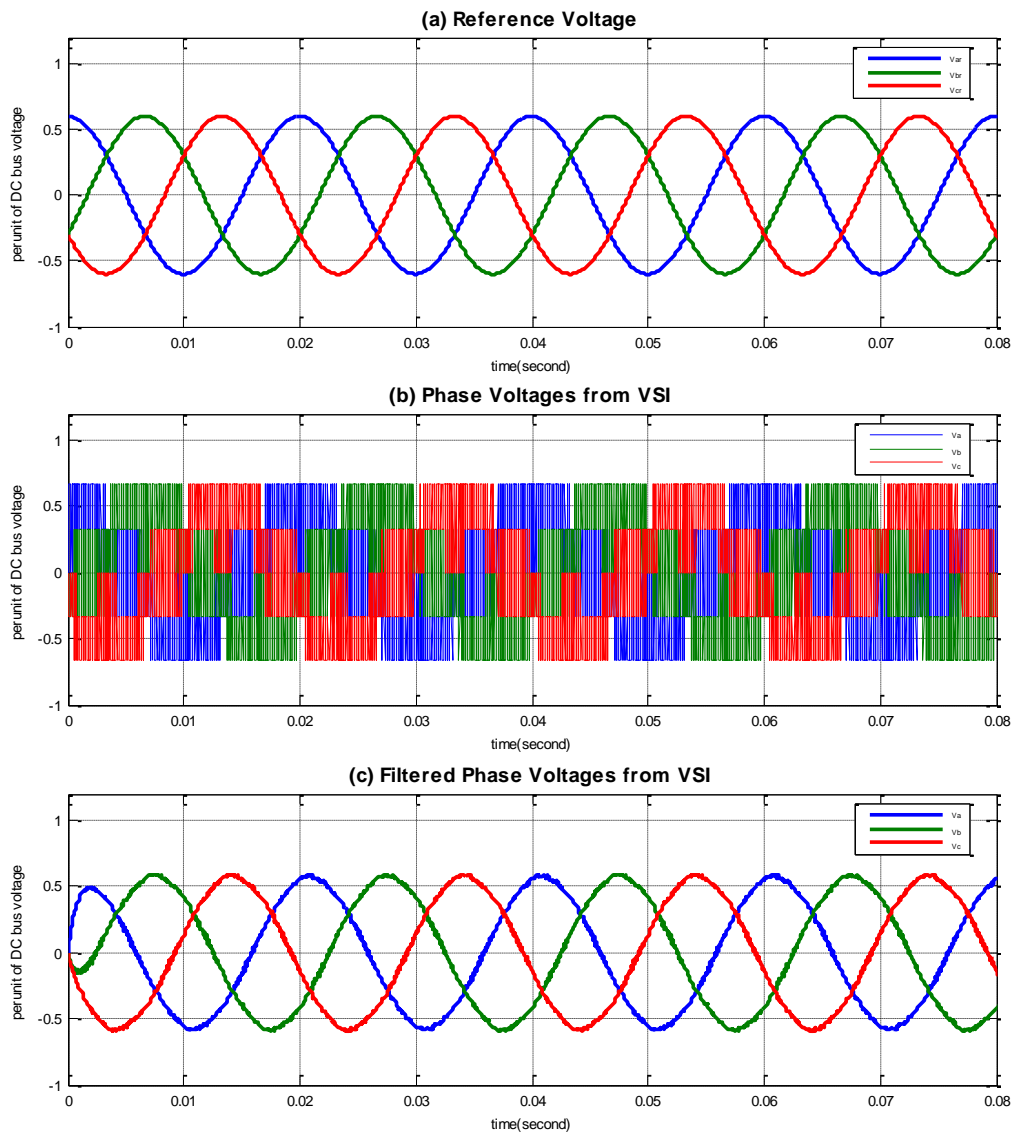 (a) Reference Voltage
perunit of DC bus voltage
1
0.5
0
-0.5
-1
Var
Vbr
Vcr
0 0.01 0.02 0.03 0.04 0.05 0.06 0.07 0.08
time(second)
(b) Phase Voltages from VSI
perunit of DC bus voltage
1
0.5
0
-0.5
-1
Va
Vb
Vc
0 0.01 0.02 0.03 0.04 0.05 0.06 0.07 0.08
time(second)
(c) Filtered Phase Voltages from VSI
perunit of DC bus voltage
1
0.5
0
-0.5
-1
Va
Vb
Vc
0 0.01 0.02 0.03 0.04 0.05 0.06 0.07 0.08
time(second)